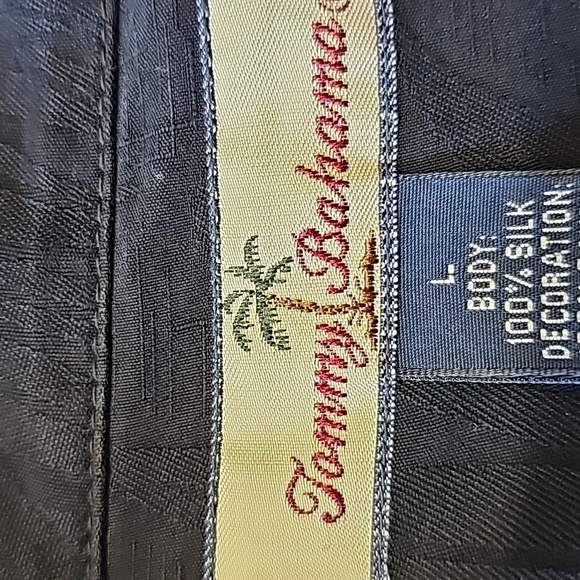 Tommy Bahama
L
BODY:
100% SILK
DECORATION: